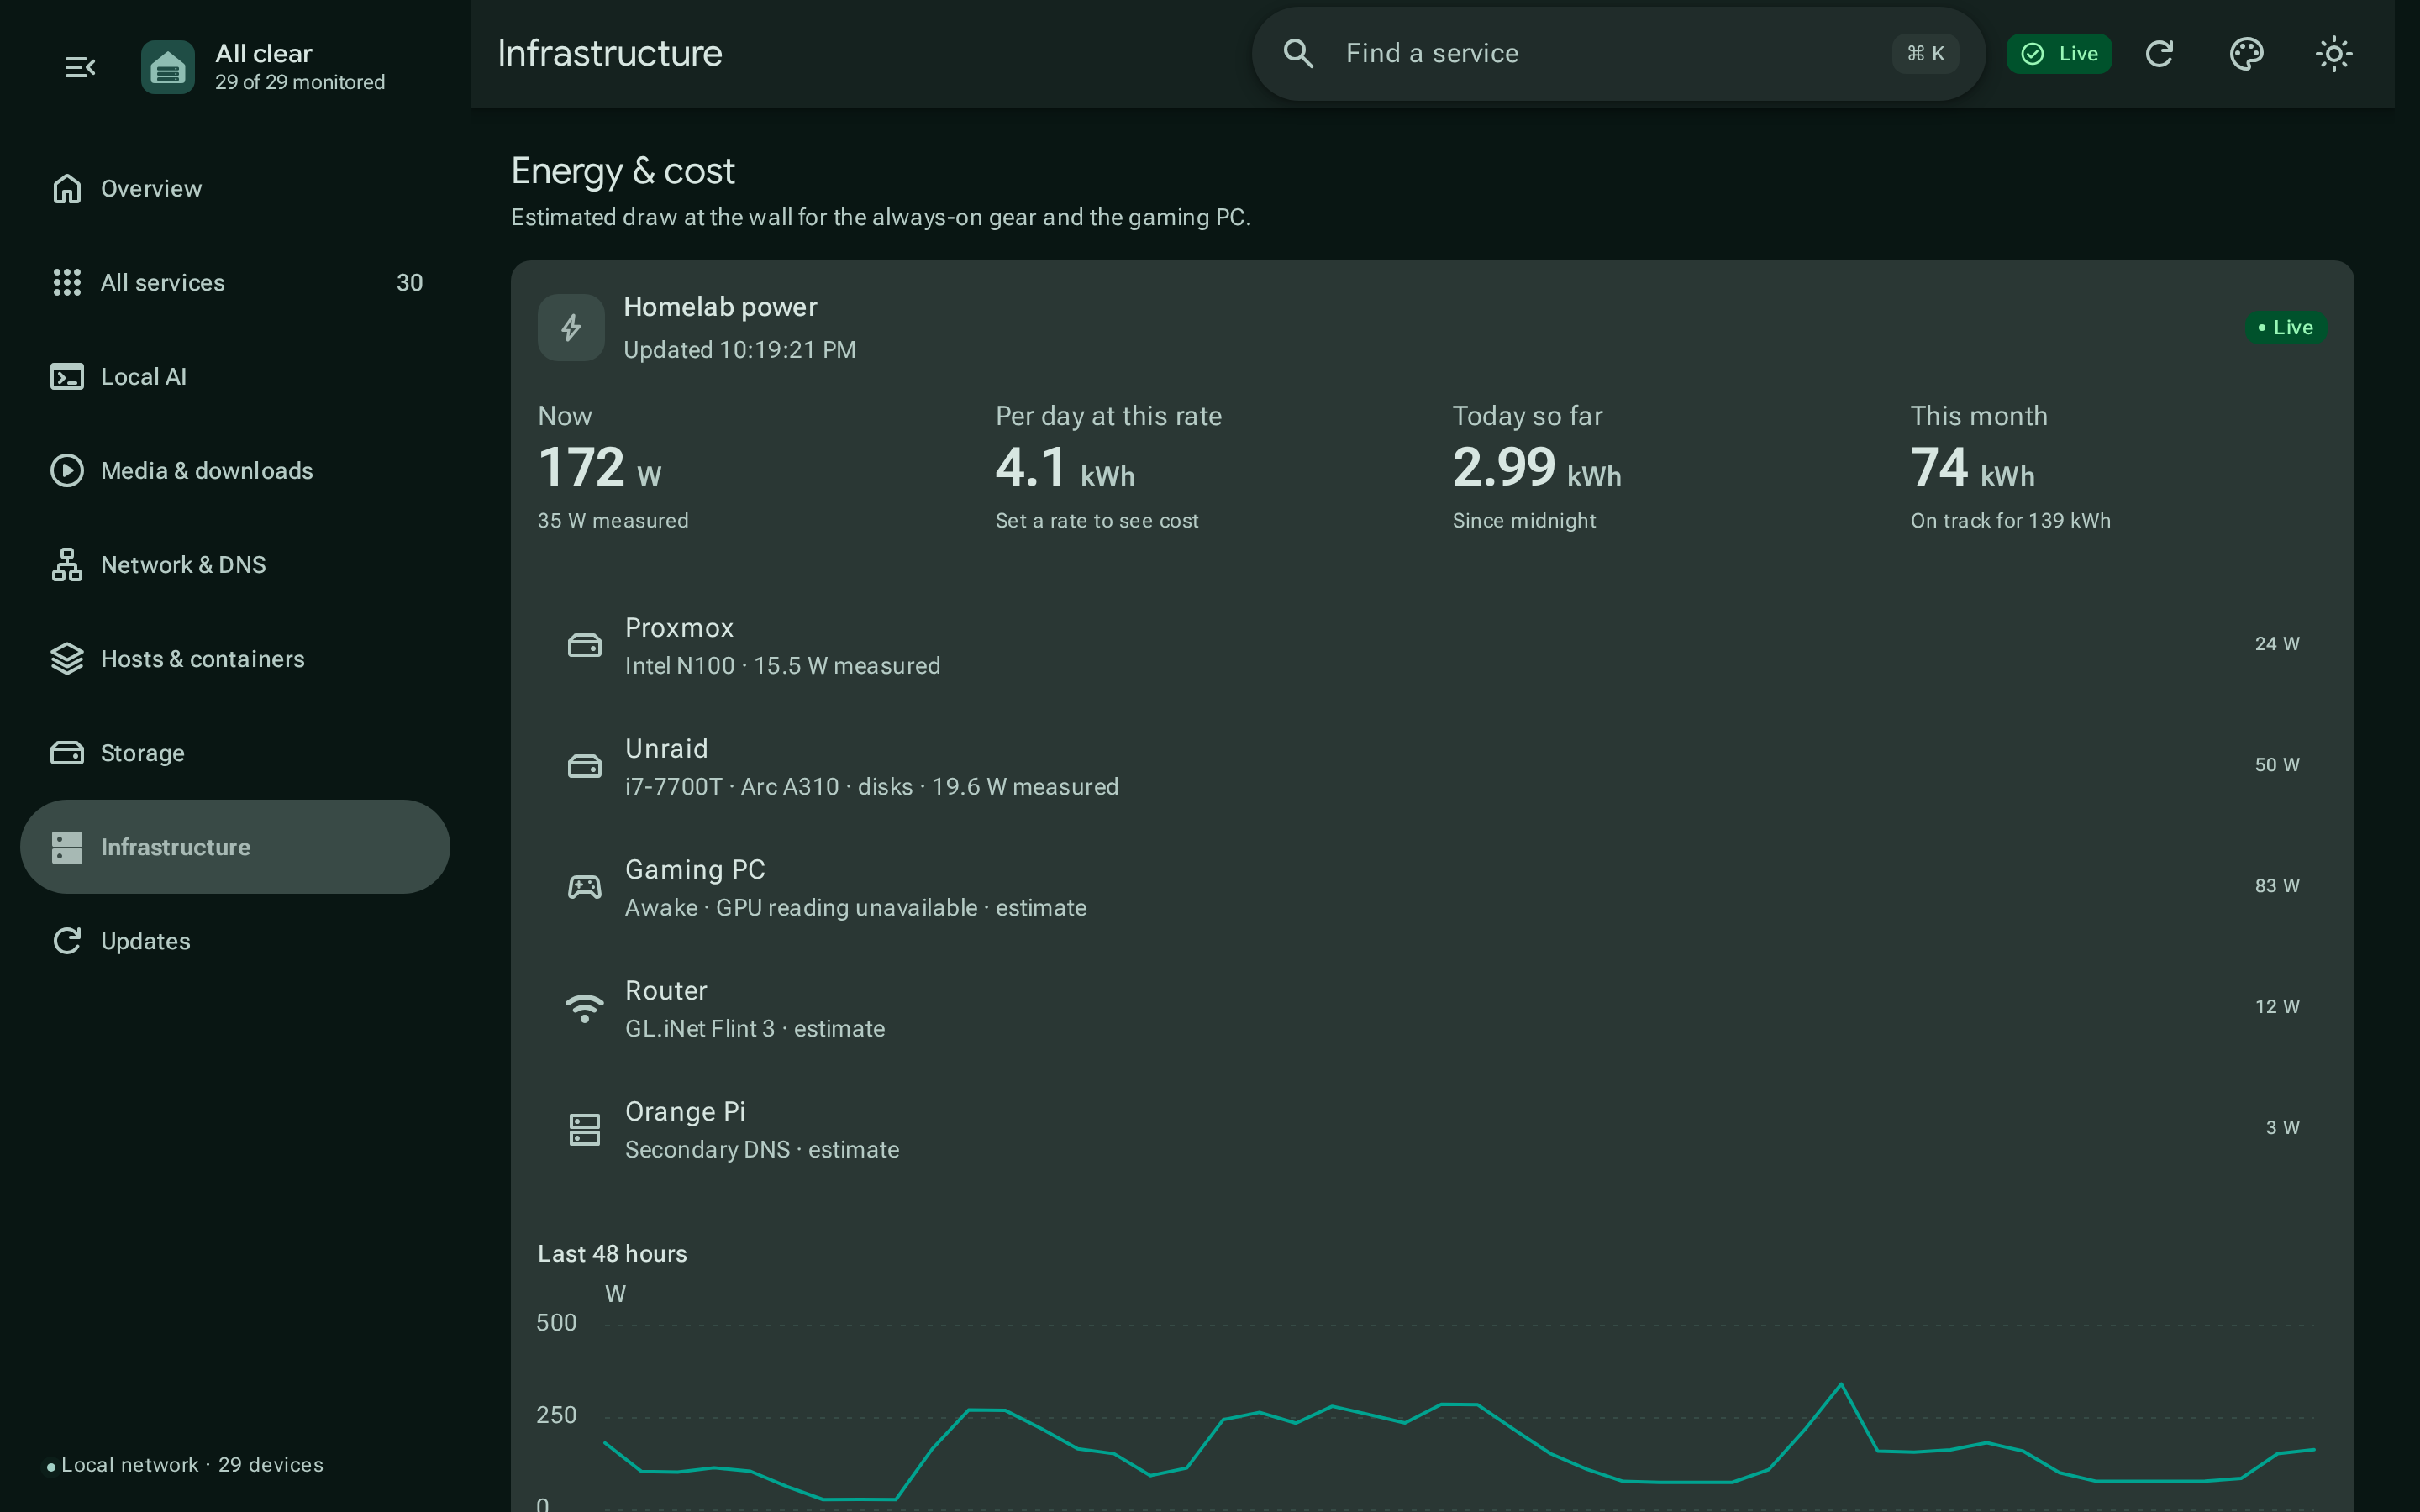 All clear
29 of 29 monitored
Overview
All services 30
Local AI
Media & downloads
Network & DNS
Hosts & containers
Storage
Infrastructure
Updates
Local network · 29 devices
Infrastructure
Find a service
⌘ K
Live
Energy & cost
Estimated draw at the wall for the always-on gear and the gaming PC.
Homelab power
Updated 10:19:21 PM
Live
Now
172 W
35 W measured
Per day at this rate
4.1 kWh
Set a rate to see cost
Today so far
2.99 kWh
Since midnight
This month
74 kWh
On track for 139 kWh
Proxmox
Intel N100 · 15.5 W measured
24 W
Unraid
i7-7700T · Arc A310 · disks · 19.6 W measured
50 W
Gaming PC
Awake · GPU reading unavailable · estimate
83 W
Router
GL.iNet Flint 3 · estimate
12 W
Orange Pi
Secondary DNS · estimate
3 W
Last 48 hours
W
500
250
0